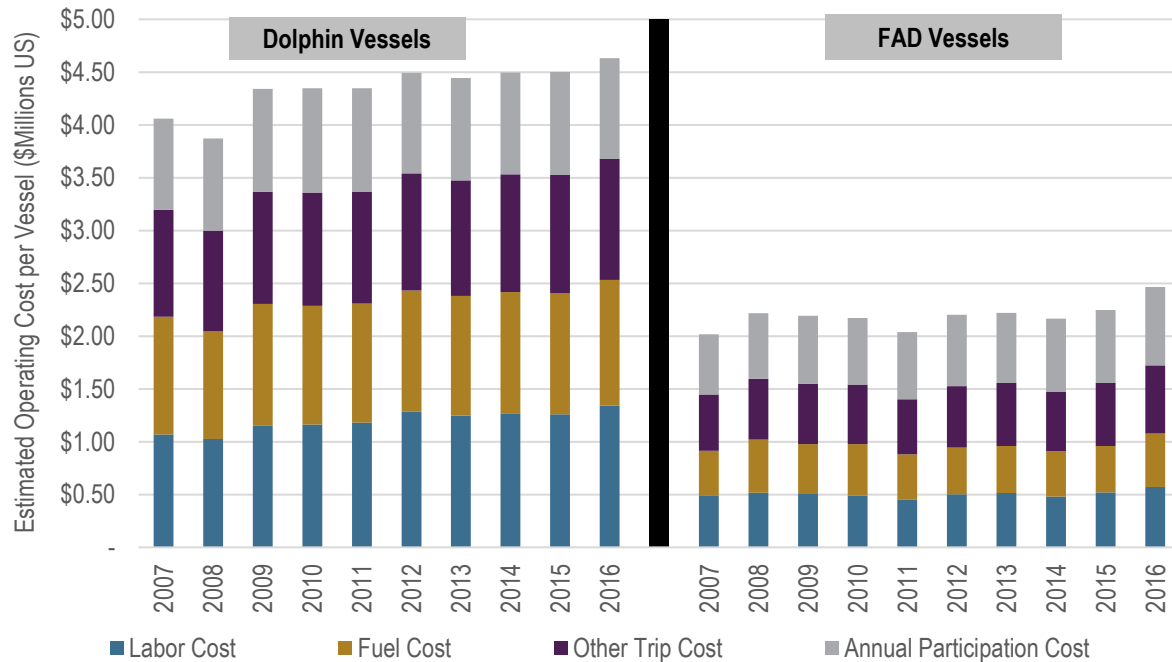 Estimated Operating Cost per Vessel ($Millions US)
$5.00
$4.50
$4.00
$3.50
$3.00
$2.50
$2.00
$1.50
$1.00
$0.50
-
Dolphin Vessels
FAD Vessels
2007 2008 2009 2010 2011 2012 2013 2014 2015 2016 2007 2008 2009 2010 2011 2012 2013 2014 2015 2016
Labor Cost Fuel Cost Other Trip Cost Annual Participation Cost